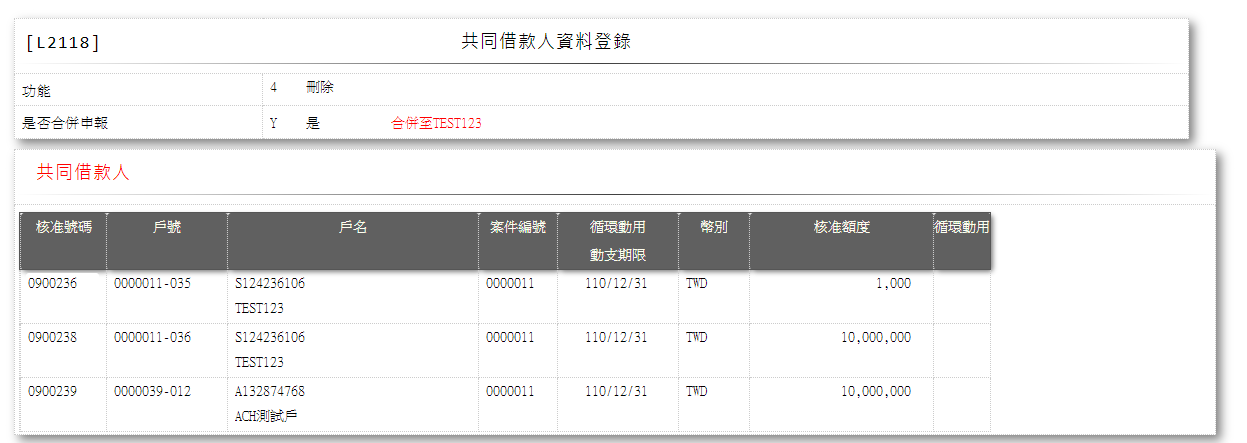 [L2118] 共同借款人資料登錄
功能 4 刪除
是否合併申報 Y 是 合併至TEST123
共同借款人
核准號碼 戶號 戶名 案件編號 循環動用 幣別 核准額度 循環動用
動支期限
0900236 0000011-035 S124236106 0000011 110/12/31 TWD 1,000
TEST123
0900238 0000011-036 S124236106 0000011 110/12/31 TWD 10,000,000
TEST123
0900239 0000039-012 A132874768 0000011 110/12/31 TWD 10,000,000
ACH測試戶